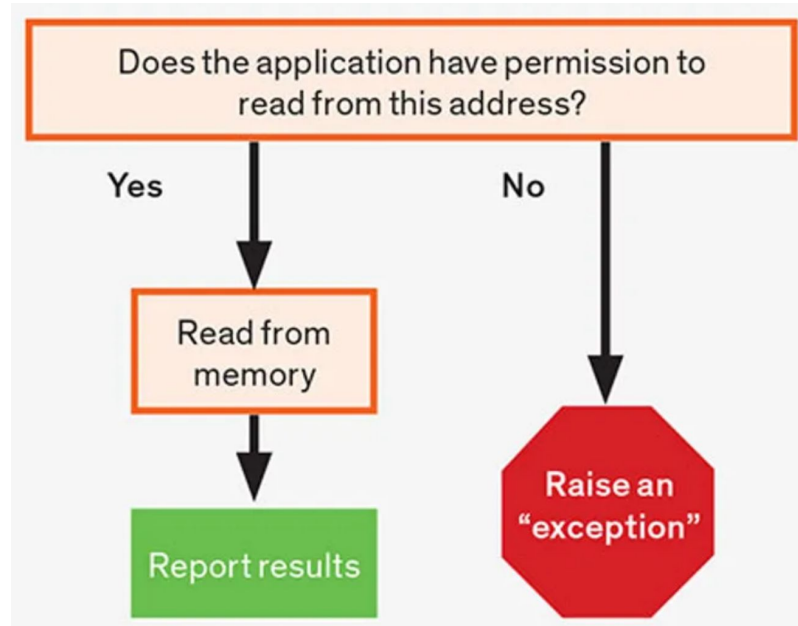 Does the application have permission to
read from this address?
Yes
No
Read from
memory
Report results
Raise an
“exception”